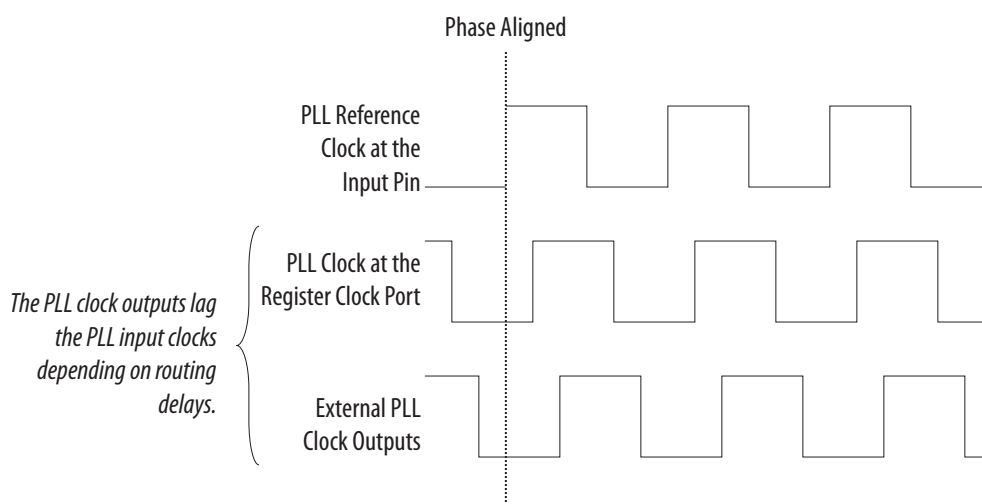 Phase Aligned
PLL Reference
Clock at the
Input Pin
PLL Clock at the
Register Clock Port
The PLL clock outputs lag
the PLL input clocks
depending on routing
delays.
External PLL
Clock Outputs